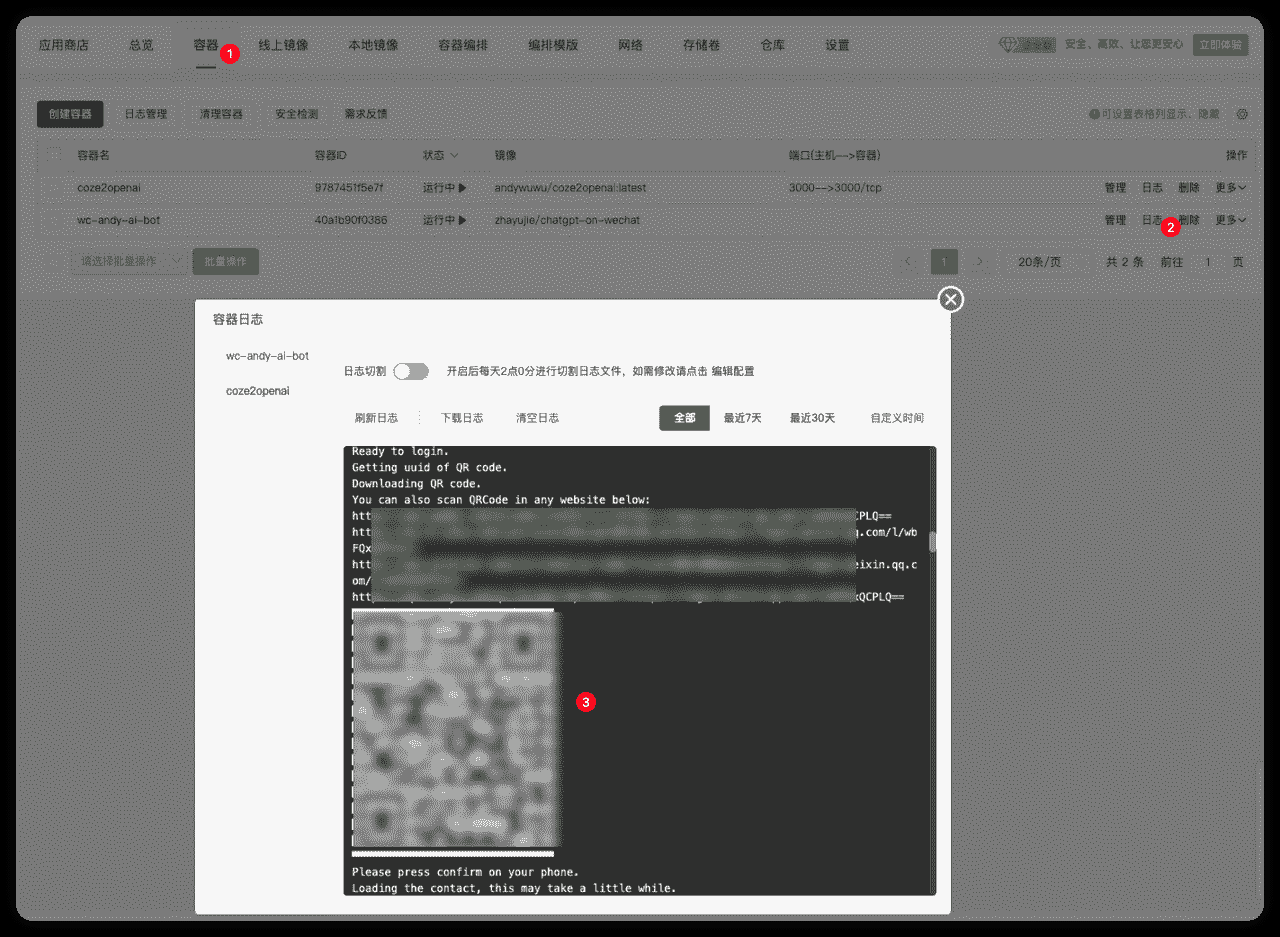 应用商店 总览 容器 线上镜像 本地镜像 容器编排 编排模版 网络 存储卷 仓库 设置 安全、高效、让您更安心 立即体验
1
创建容器 日志管理 清理容器 安全检测 需求反馈 可设置表格列显示、隐藏
容器名 容器ID 状态 镜像 端口(主机-->容器) 操作
coze2openai 9787451f5e7f 运行中 andywuwu/coze2openai:latest 3000-->3000/tcp 管理 日志 删除 更多
wc-andy-ai-bot 40a1b90f0386 运行中 zhayujie/chatgpt-on-wechat 管理 日志 删除 更多
2
请选择批量操作 批量操作 1 20条/页 共 2 条 前往 1 页
容器日志
wc-andy-ai-bot
coze2openai
日志切割 开启后每天2点0分进行切割日志文件，如需修改请点击 编辑配置
刷新日志 下载日志 清空日志 全部 最近7天 最近30天 自定义时间
Ready to login.
Getting uuid of QR code.
Downloading QR code.
You can also scan QRCode in any website below:
htt CPLQ==
htt q.com/l/wb
FQx
htt eixin.qq.c
om/
htt xQCPLQ==
3
Please press confirm on your phone.
Loading the contact, this may take a little while.